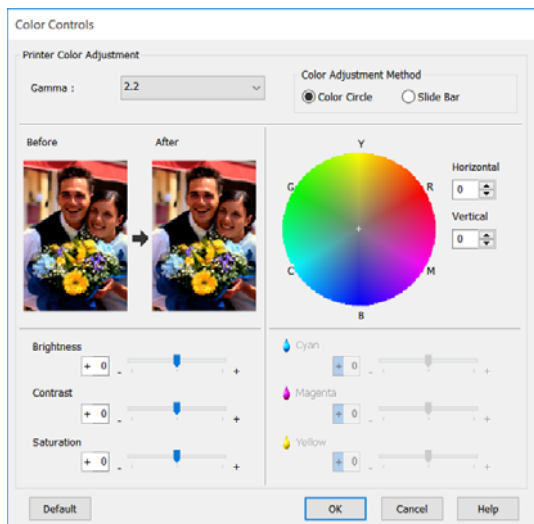 Color Controls
Printer Color Adjustment
Gamma :
2.2
Color Adjustment Method
Color Circle
Slide Bar
Before
After
Y
G
R
C
M
B
Horizontal
0
Vertical
0
Brightness
+ 0 - +
Contrast
+ 0 - +
Saturation
+ 0 - +
Cyan
+ 0 - +
Magenta
+ 0 - +
Yellow
+ 0 - +
Default
OK
Cancel
Help